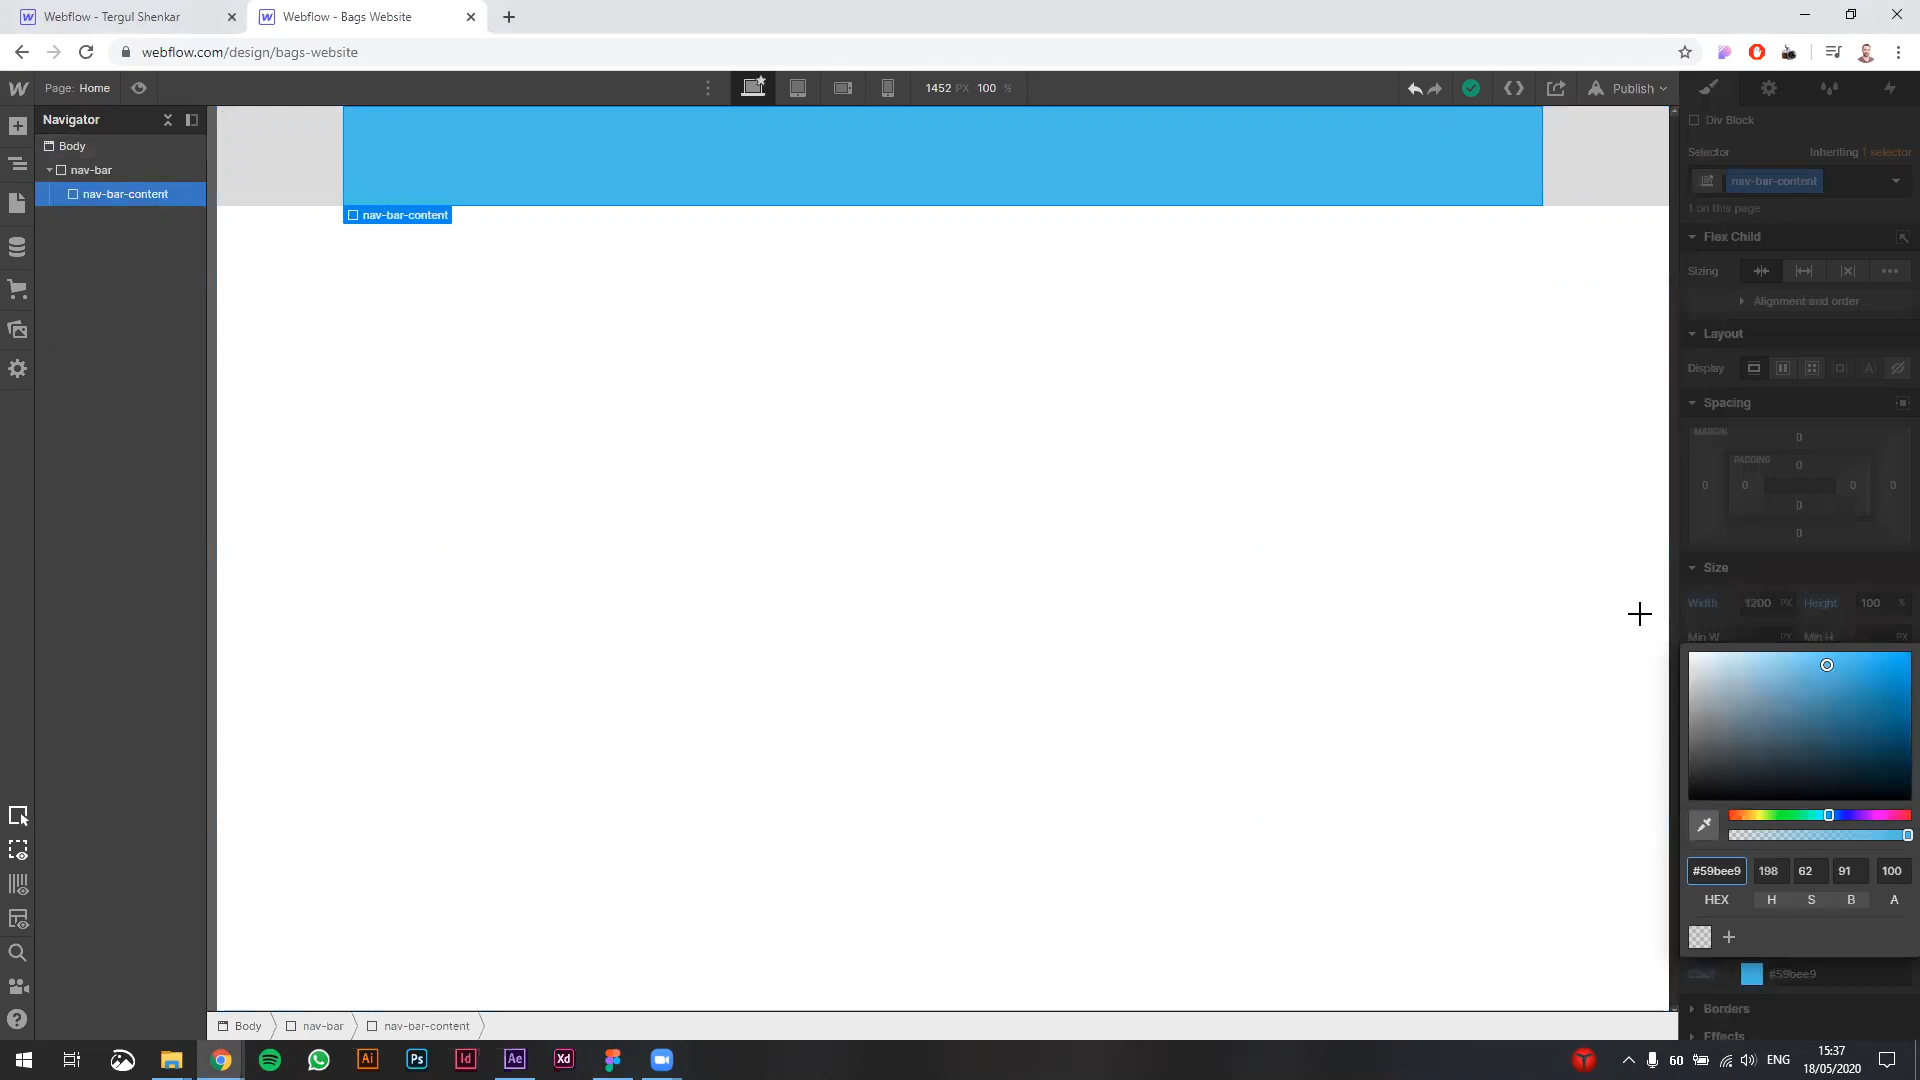 Webflow - Tergul Shenkar
Webflow - Bags Website
webflow.com/design/bags-website
Page: Home
1452 PX 100 %
Publish
Navigator
Body
nav-bar
nav-bar-content
nav-bar-content
Div Block
Selector
Inheriting 1 selector
nav-bar-content
1 on this page
Flex Child
Sizing
Alignment and order
Layout
Display
Spacing
MARGIN
0
PADDING
0
0 0 0 0
0
0
Size
Width 1200 PX Height 100 %
Min W PX Min H PX
#59bee9 198 62 91 100
HEX H S B A
Color #59bee9
Borders
Effects
Body nav-bar nav-bar-content
Ai Ps Id Ae Xd
60
ENG
15:37
18/05/2020